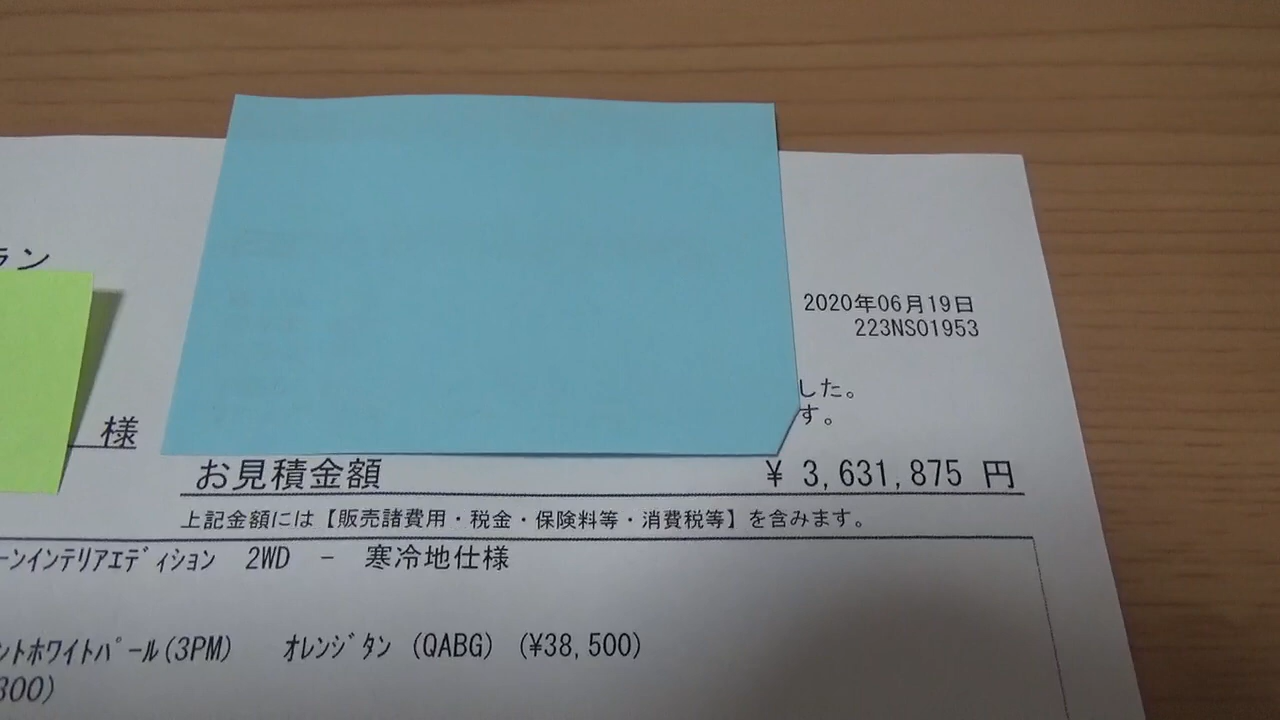 ラン
2020年06月19日
223NS01953
した。
す。
様
お見積金額 ¥ 3,631,875 円
上記金額には【販売諸費用・税金・保険料等・消費税等】を含みます。
ーンインテリアエディション 2WD － 寒冷地仕様
ントホワイトパール(3PM) オレンジタン (QABG) (¥38,500)
300)